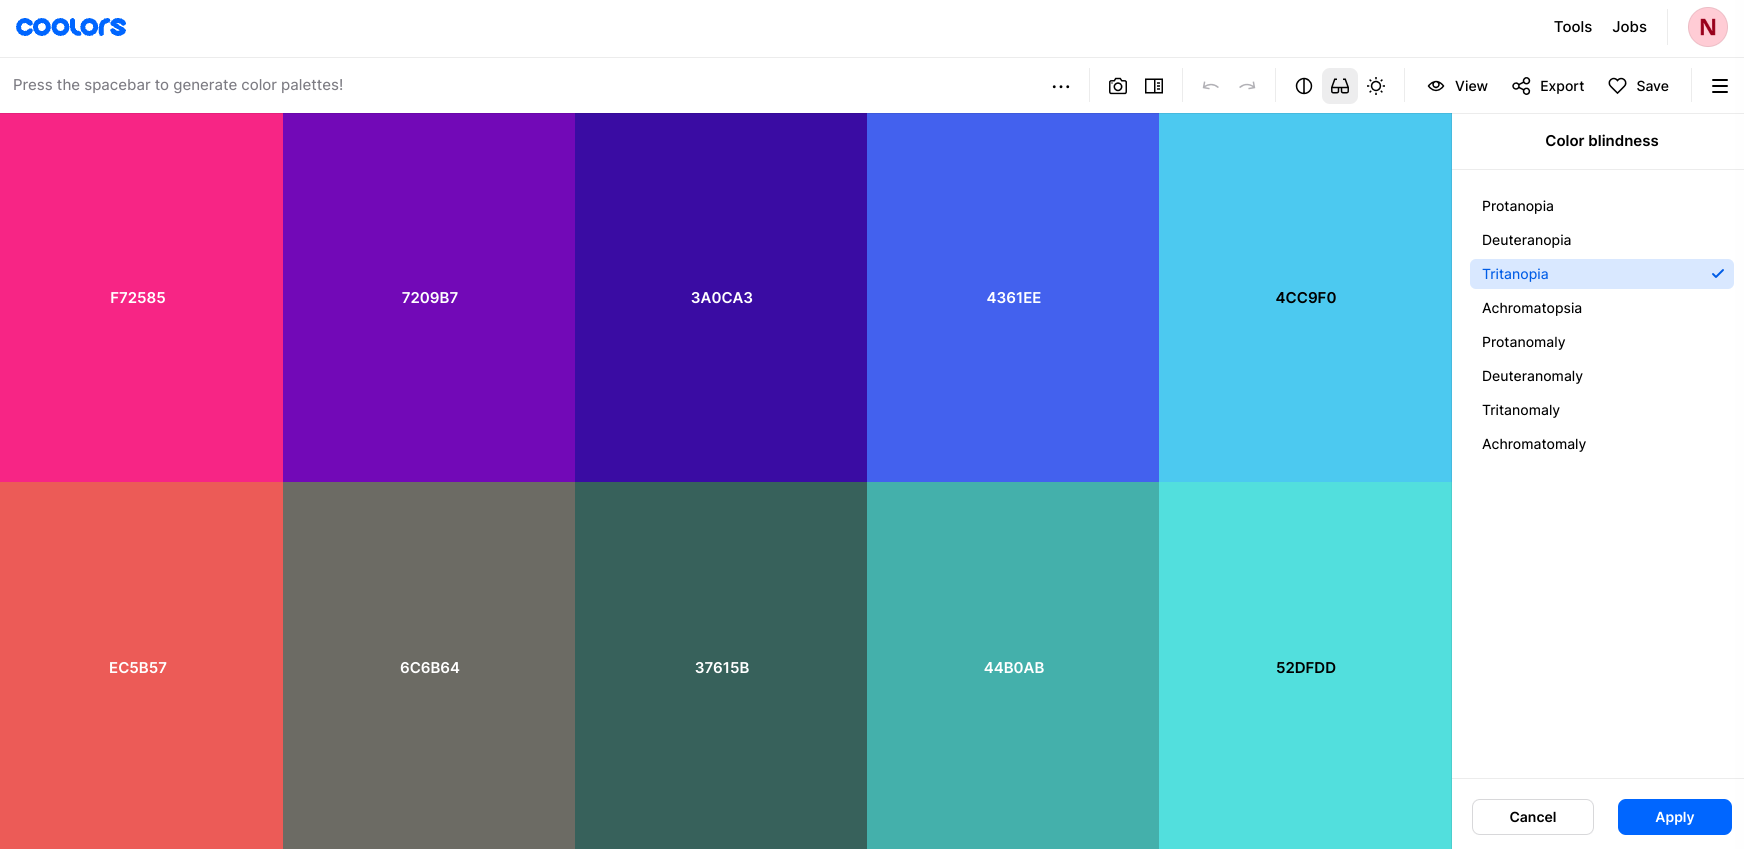 coolors
Tools Jobs N
Press the spacebar to generate color palettes!
View Export Save
Color blindness
Protanopia
Deuteranopia
Tritanopia
Achromatopsia
Protanomaly
Deuteranomaly
Tritanomaly
Achromatomaly
F72585 7209B7 3A0CA3 4361EE 4CC9F0
EC5B57 6C6B64 37615B 44B0AB 52DFDD
Cancel Apply